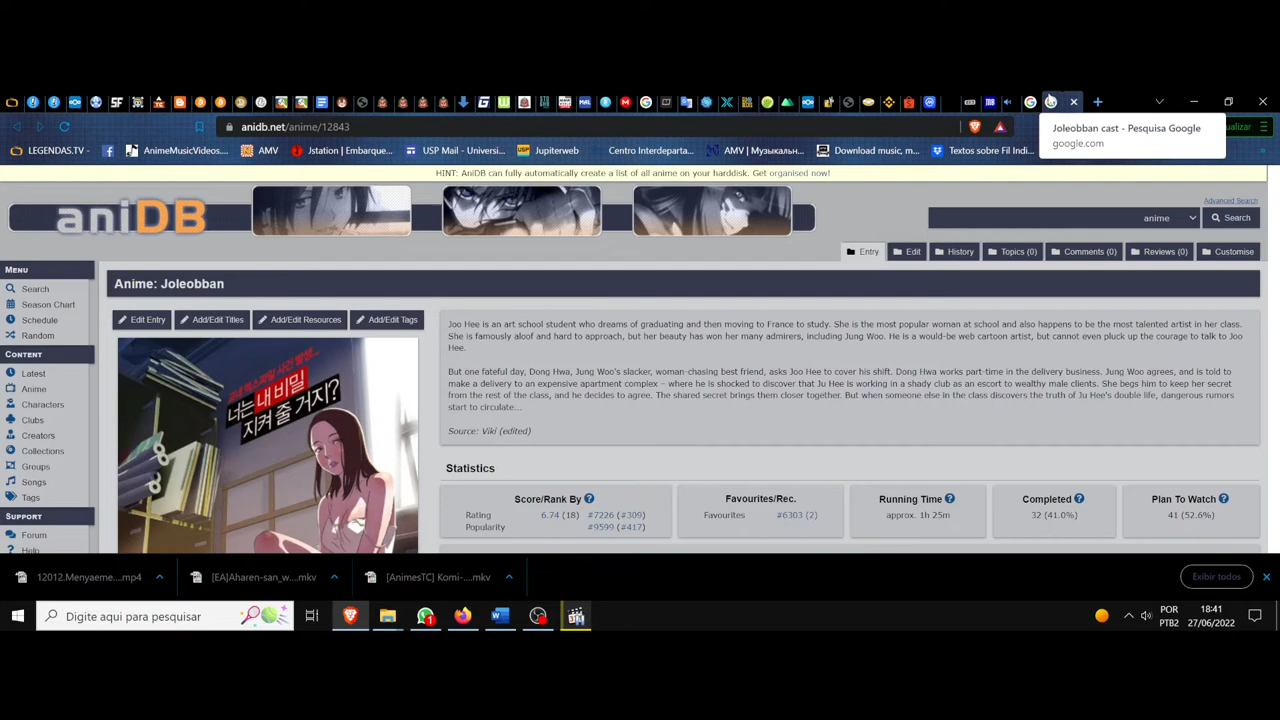 anidb.net/anime/12843
Joleobban cast - Pesquisa Google
google.com
LEGENDAS.TV
AnimeMusicVideos...
AMV
Jstation | Embarque...
USP Mail - Universi...
Jupiterweb
Centro Interdeparta...
AMV | Музыкальн...
Download music, m...
Textos sobre Fil Indi...
HINT: AniDB can fully automatically create a list of all anime on your harddisk. Get organised now!
aniDB
Advanced Search
anime
Search
Entry
Edit
History
Topics (0)
Comments (0)
Reviews (0)
Customise
MENU
Search
Season Chart
Schedule
Random
CONTENT
Latest
Anime
Characters
Clubs
Creators
Collections
Groups
Songs
Tags
SUPPORT
Forum
Help
Anime: Joleobban
Edit Entry
Add/Edit Titles
Add/Edit Resources
Add/Edit Tags
너는 내 비밀
지켜 줄 거지?
Joo Hee is an art school student who dreams of graduating and then moving to France to study. She is the most popular woman at school and also happens to be the most talented artist in her class.
She is famously aloof and hard to approach, but her beauty has won her many admirers, including Jung Woo. He is a would-be web cartoon artist, but cannot even pluck up the courage to talk to Joo
Hee.
But one fateful day, Dong Hwa, Jung Woo's slacker, woman-chasing best friend, asks Joo Hee to cover his shift. Dong Hwa works part-time in the delivery business. Jung Woo agrees, and is told to
make a delivery to an expensive apartment complex – where he is shocked to discover that Ju Hee is working in a shady club as an escort to wealthy male clients. She begs him to keep her secret
from the rest of the class, and he decides to agree. The shared secret brings them closer together. But when someone else in the class discovers the truth of Ju Hee's double life, dangerous rumors
start to circulate...
Source: Viki (edited)
Statistics
Score/Rank By
Rating 6.74 (18) #7226 (#309)
Popularity #9599 (#417)
Favourites/Rec.
Favourites #6303 (2)
Running Time
approx. 1h 25m
Completed
32 (41.0%)
Plan To Watch
41 (52.6%)
12012.Menyaeme....mp4
[EA]Aharen-san_w....mkv
[AnimesTC] Komi-....mkv
Exibir todos
Digite aqui para pesquisar
POR
PTB2
18:41
27/06/2022